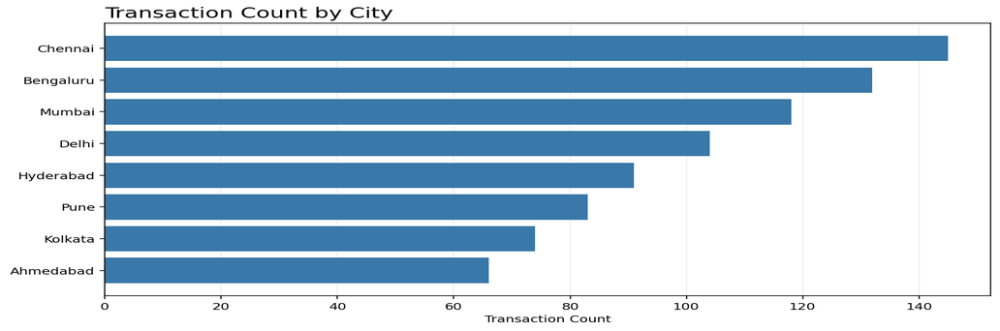 Transaction Count by City
Chennai
Bengaluru
Mumbai
Delhi
Hyderabad
Pune
Kolkata
Ahmedabad
0 20 40 60 80 100 120 140
Transaction Count